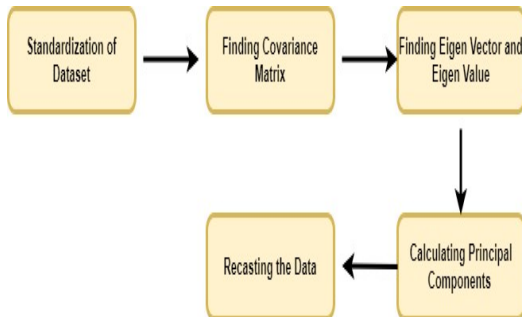 Standardization of
Dataset
Finding Covariance
Matrix
Finding Eigen Vector and
Eigen Value
Calculating Principal
Components
Recasting the Data